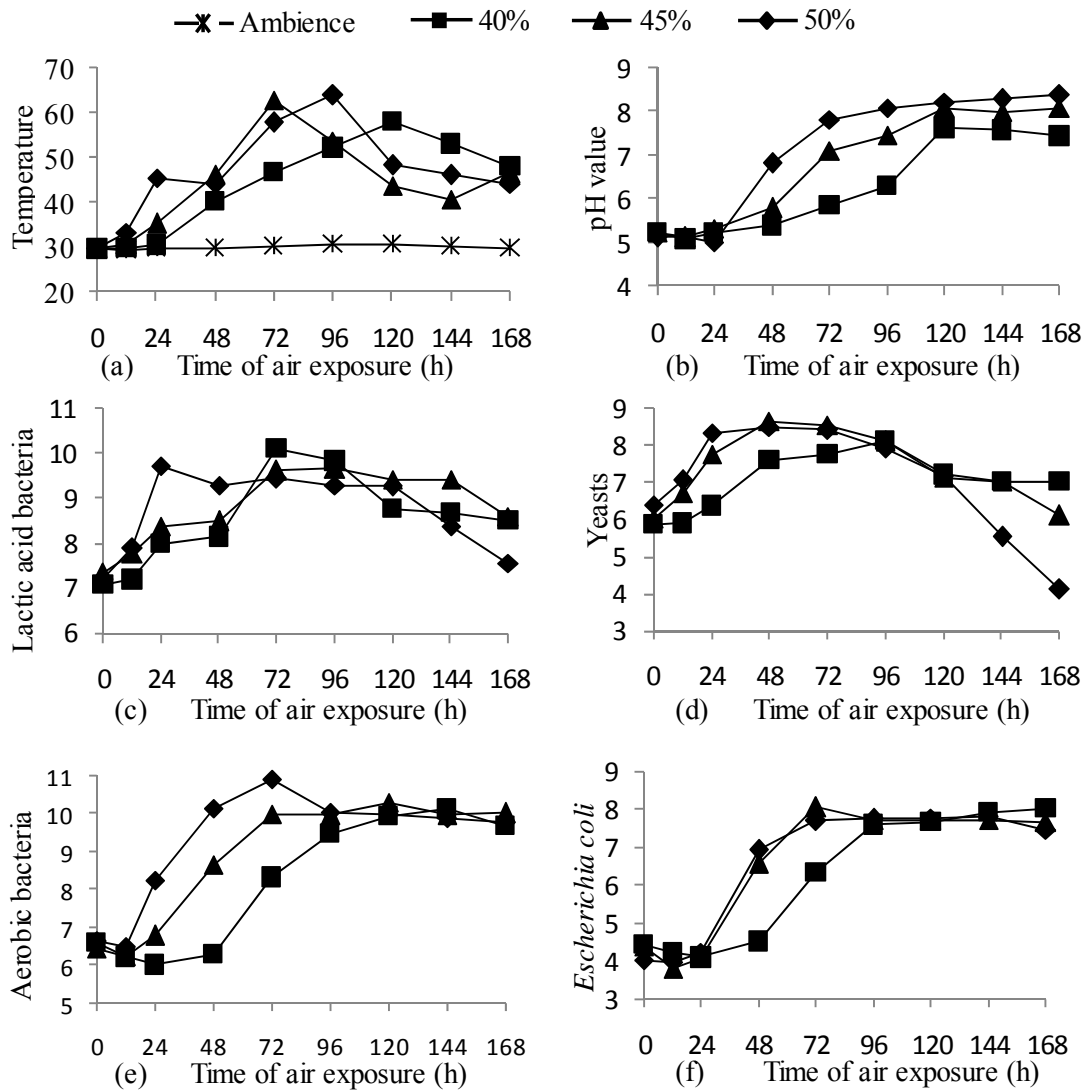 Ambience 40% 45% 50%
70
60
50
40
30
20
Temperature
0 24 48 72 96 120 144 168
(a) Time of air exposure (h)
9
8
7
6
5
4
pH value
0 24 48 72 96 120 144 168
(b) Time of air exposure (h)
11
10
9
8
7
6
Lactic acid bacteria
0 24 48 72 96 120 144 168
(c) Time of air exposure (h)
9
8
7
6
5
4
3
Yeasts
0 24 48 72 96 120 144 168
(d) Time of air exposure (h)
11
10
9
8
7
6
5
Aerobic bacteria
0 24 48 72 96 120 144 168
(e) Time of air exposure (h)
9
8
7
6
5
4
3
Escherichia coli
0 24 48 72 96 120 144 168
(f) Time of air exposure (h)